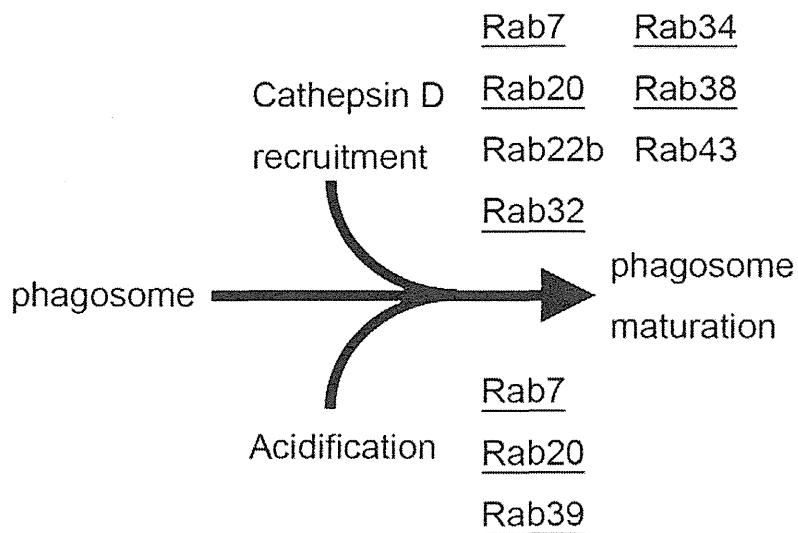 Rab7 Rab34
Cathepsin D Rab20 Rab38
recruitment Rab22b Rab43
Rab32
phagosome
phagosome
maturation
Rab7
Acidification Rab20
Rab39